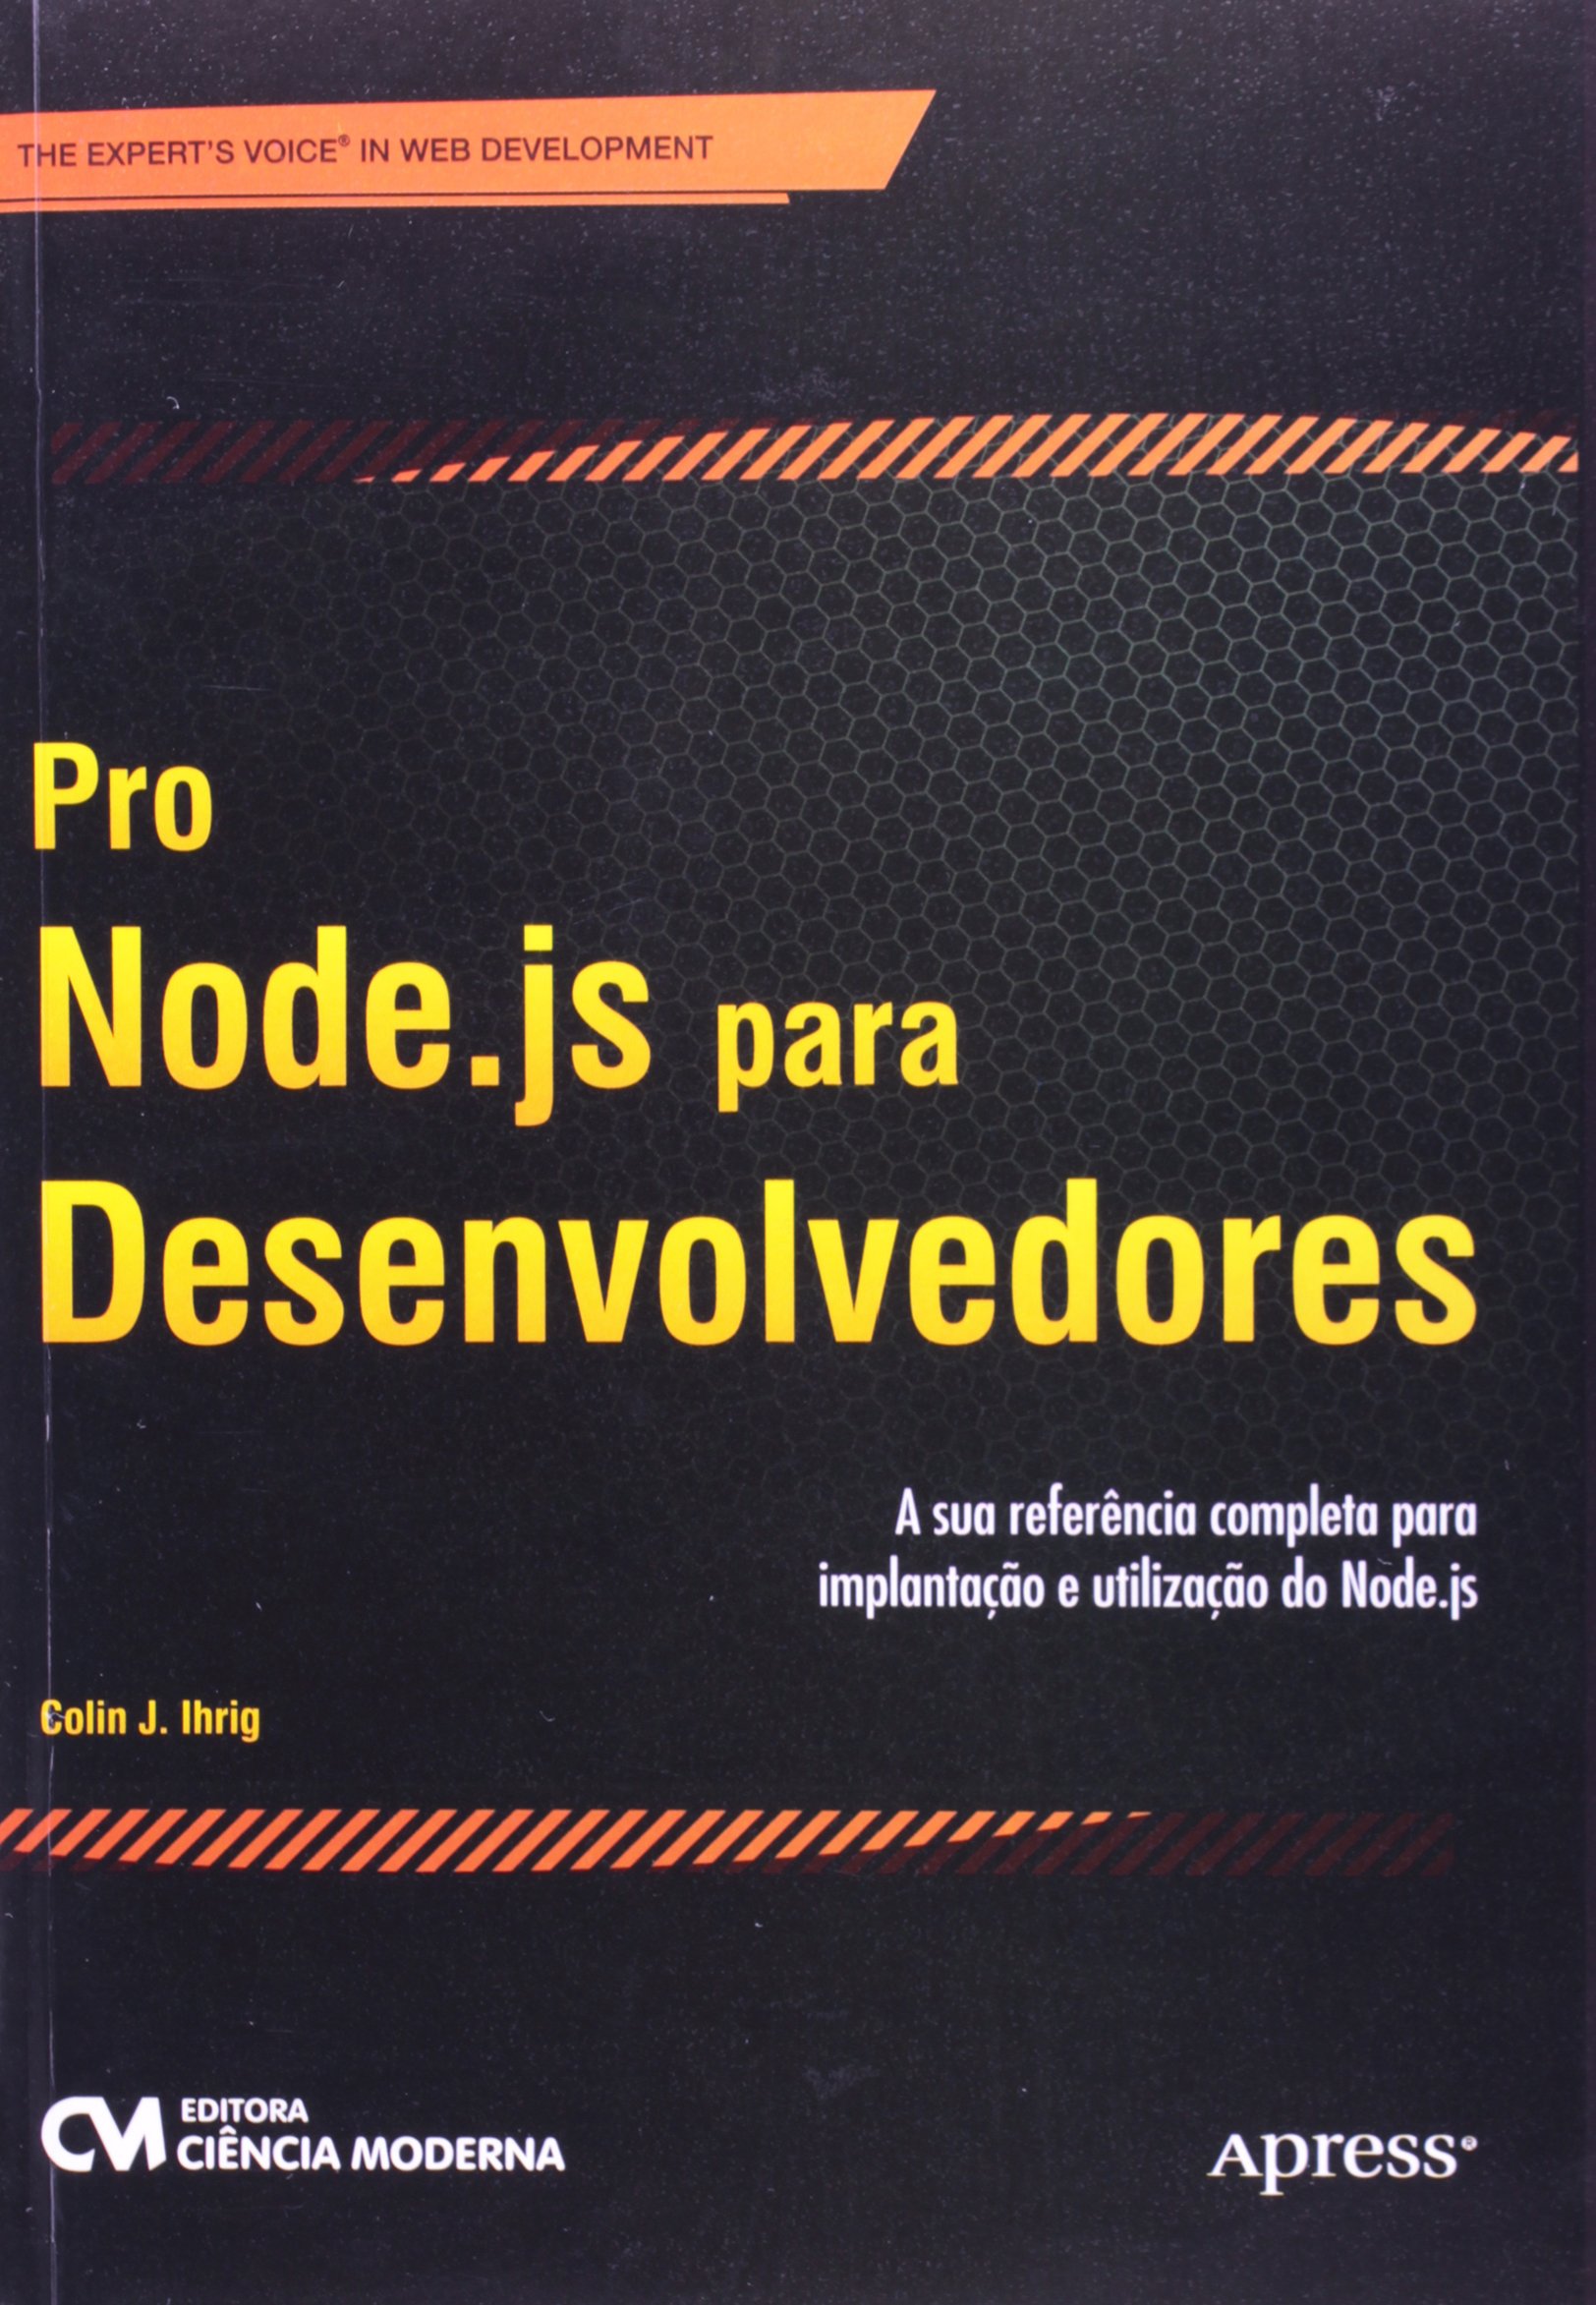 THE EXPERT'S VOICE® IN WEB DEVELOPMENT
Pro
Node.js para
Desenvolvedores
A sua referência completa para
implantação e utilização do Node.js
Colin J. Ihrig
CM EDITORA
CIÊNCIA MODERNA
Apress®